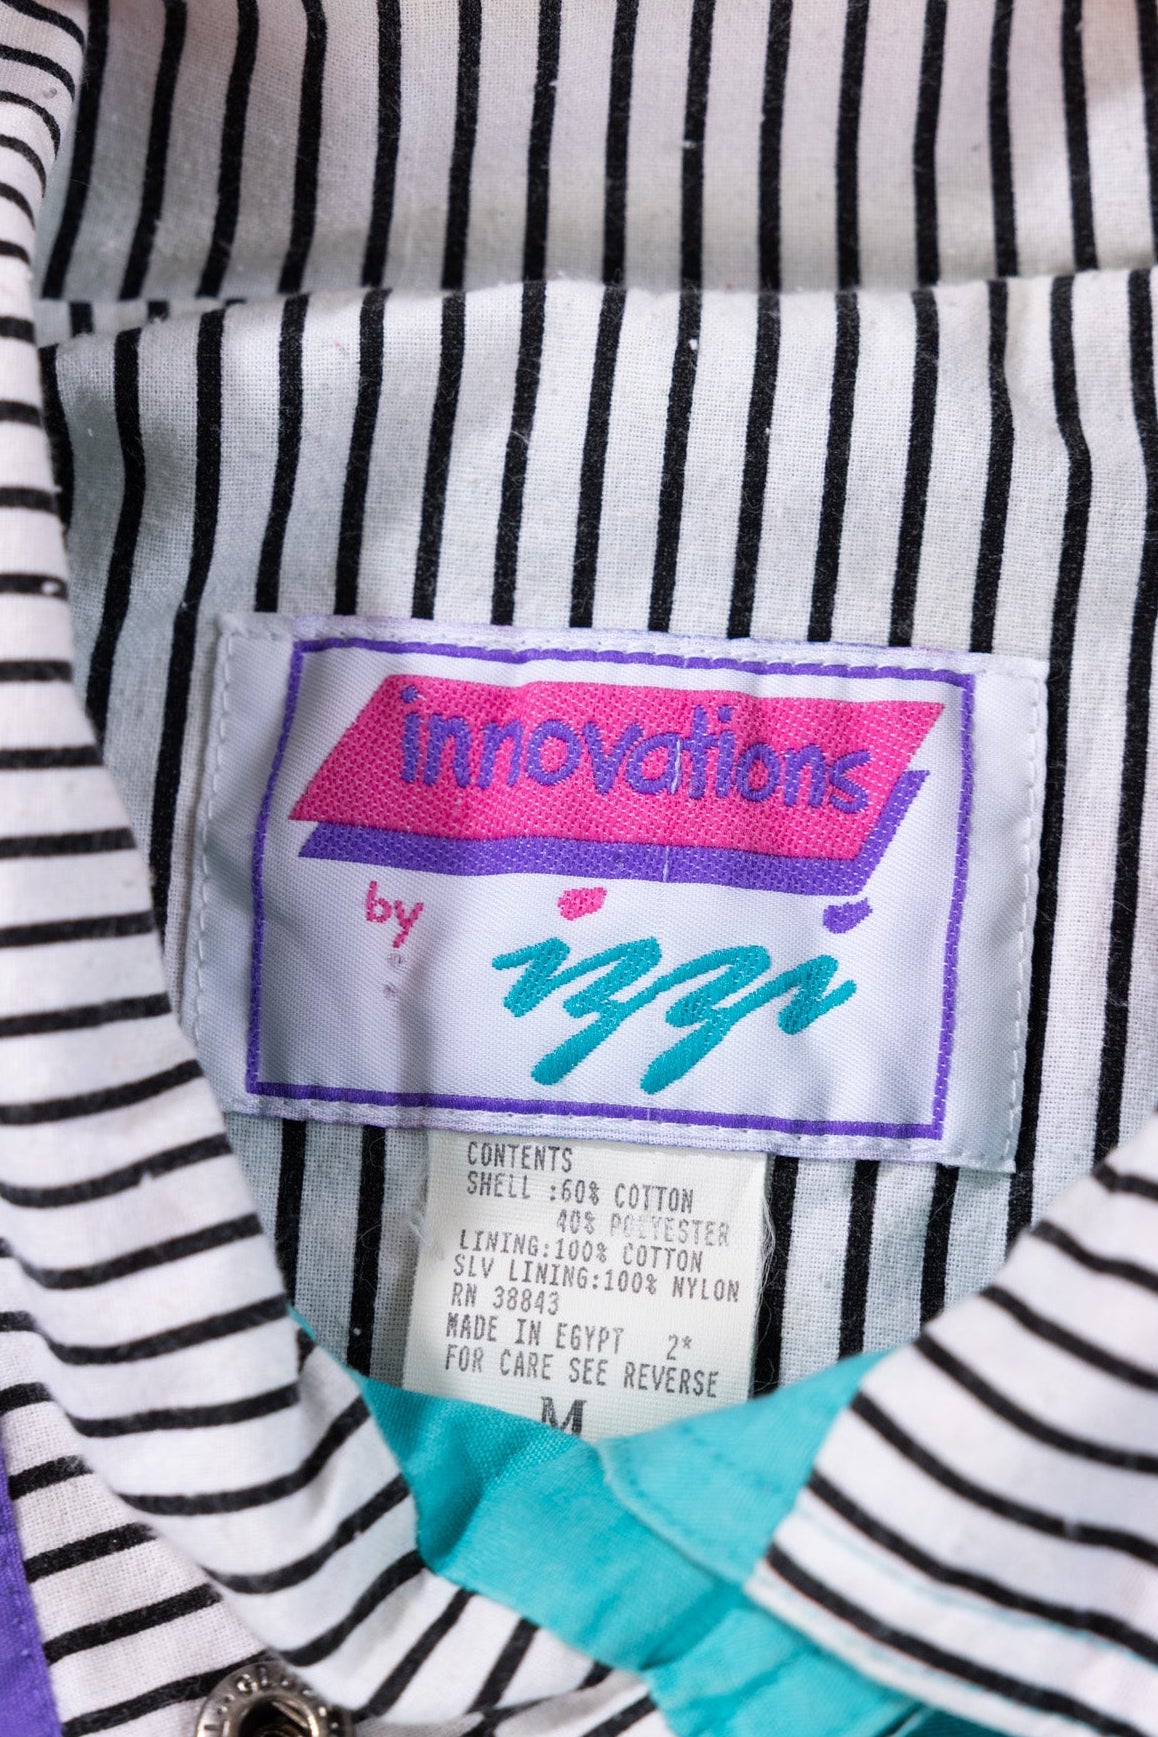 innovations
by izzi
CONTENTS
SHELL :60% COTTON
40% POLYESTER
LINING:100% COTTON
SLV LINING:100% NYLON
RN 38843
MADE IN EGYPT 2*
FOR CARE SEE REVERSE
M